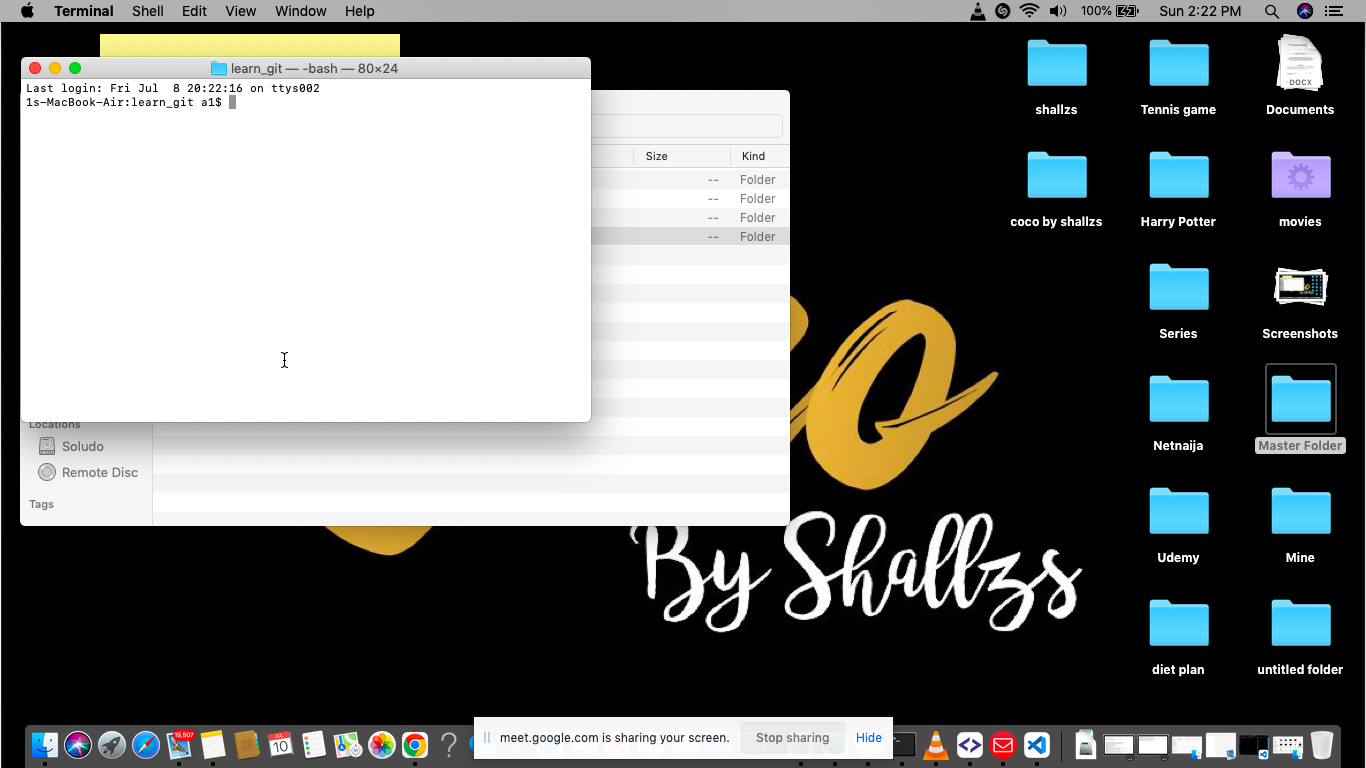 Terminal Shell Edit View Window Help 100% Sun 2:22 PM
learn_git — -bash — 80×24
Last login: Fri Jul  8 20:22:16 on ttys002
1s-MacBook-Air:learn_git a1$
Size Kind
-- Folder
-- Folder
-- Folder
-- Folder
Locations
Soludo
Remote Disc
Tags
shallzs Tennis game Documents
DOCX
coco by shallzs Harry Potter movies
Series Screenshots
Netnaija Master Folder
Udemy Mine
diet plan untitled folder
By Shallzs
19,507
JUL
10
meet.google.com is sharing your screen. Stop sharing Hide